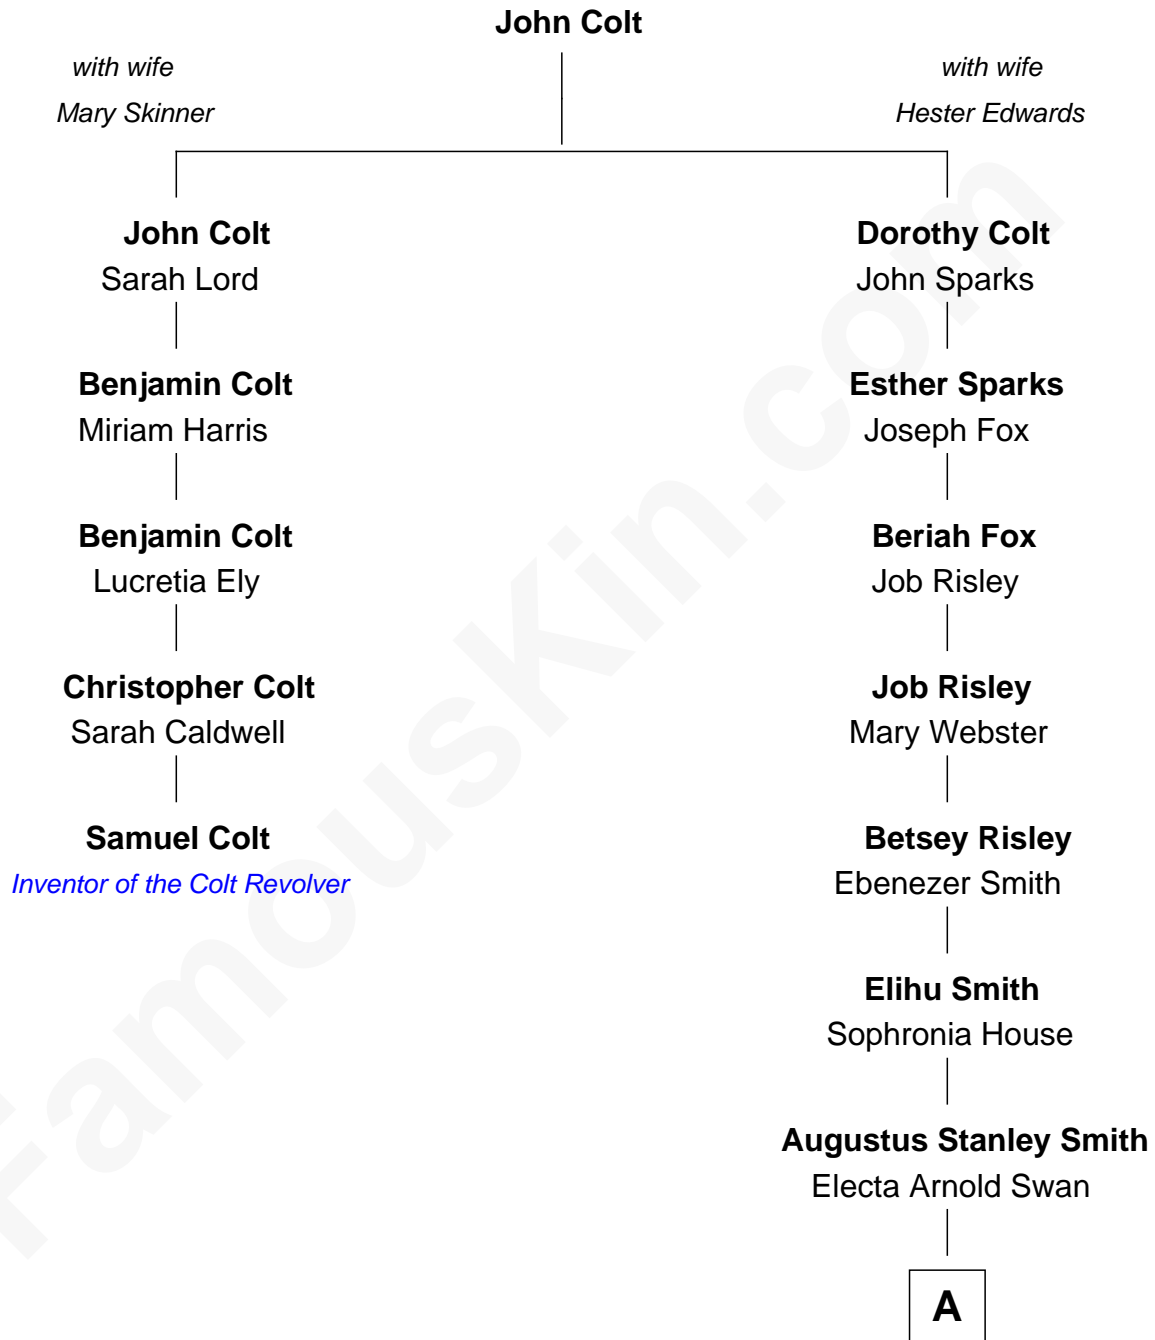 John Colt
with wife
Mary Skinner
with wife
Hester Edwards
John Colt
Sarah Lord
Benjamin Colt
Miriam Harris
Benjamin Colt
Lucretia Ely
Christopher Colt
Sarah Caldwell
Samuel Colt
Inventor of the Colt Revolver
Dorothy Colt
John Sparks
Esther Sparks
Joseph Fox
Beriah Fox
Job Risley
Job Risley
Mary Webster
Betsey Risley
Ebenezer Smith
Elihu Smith
Sophronia House
Augustus Stanley Smith
Electa Arnold Swan
A
FamousKin.com